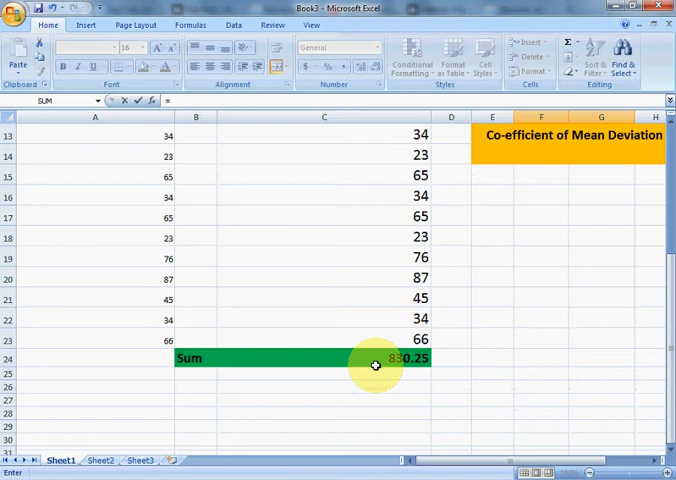 Book3 - Microsoft Excel
Home Insert Page Layout Formulas Data Review View
Paste
Clipboard
16 A A
B I U
Font
Alignment
General
$ % ,
Number
Conditional Formatting
Format as Table
Cell Styles
Styles
Insert
Delete
Format
Cells
Σ
Sort & Filter
Find & Select
Editing
SUM fx =
A B C D E F G H
13 34 34 Co-efficient of Mean Deviation
14 23 23
15 65 65
16 34 34
17 65 65
18 23 23
19 76 76
20 87 87
21 45 45
22 34 34
23 66 66
24 Sum 830.25
25
26
27
28
29
30
31
Sheet1 Sheet2 Sheet3
Enter